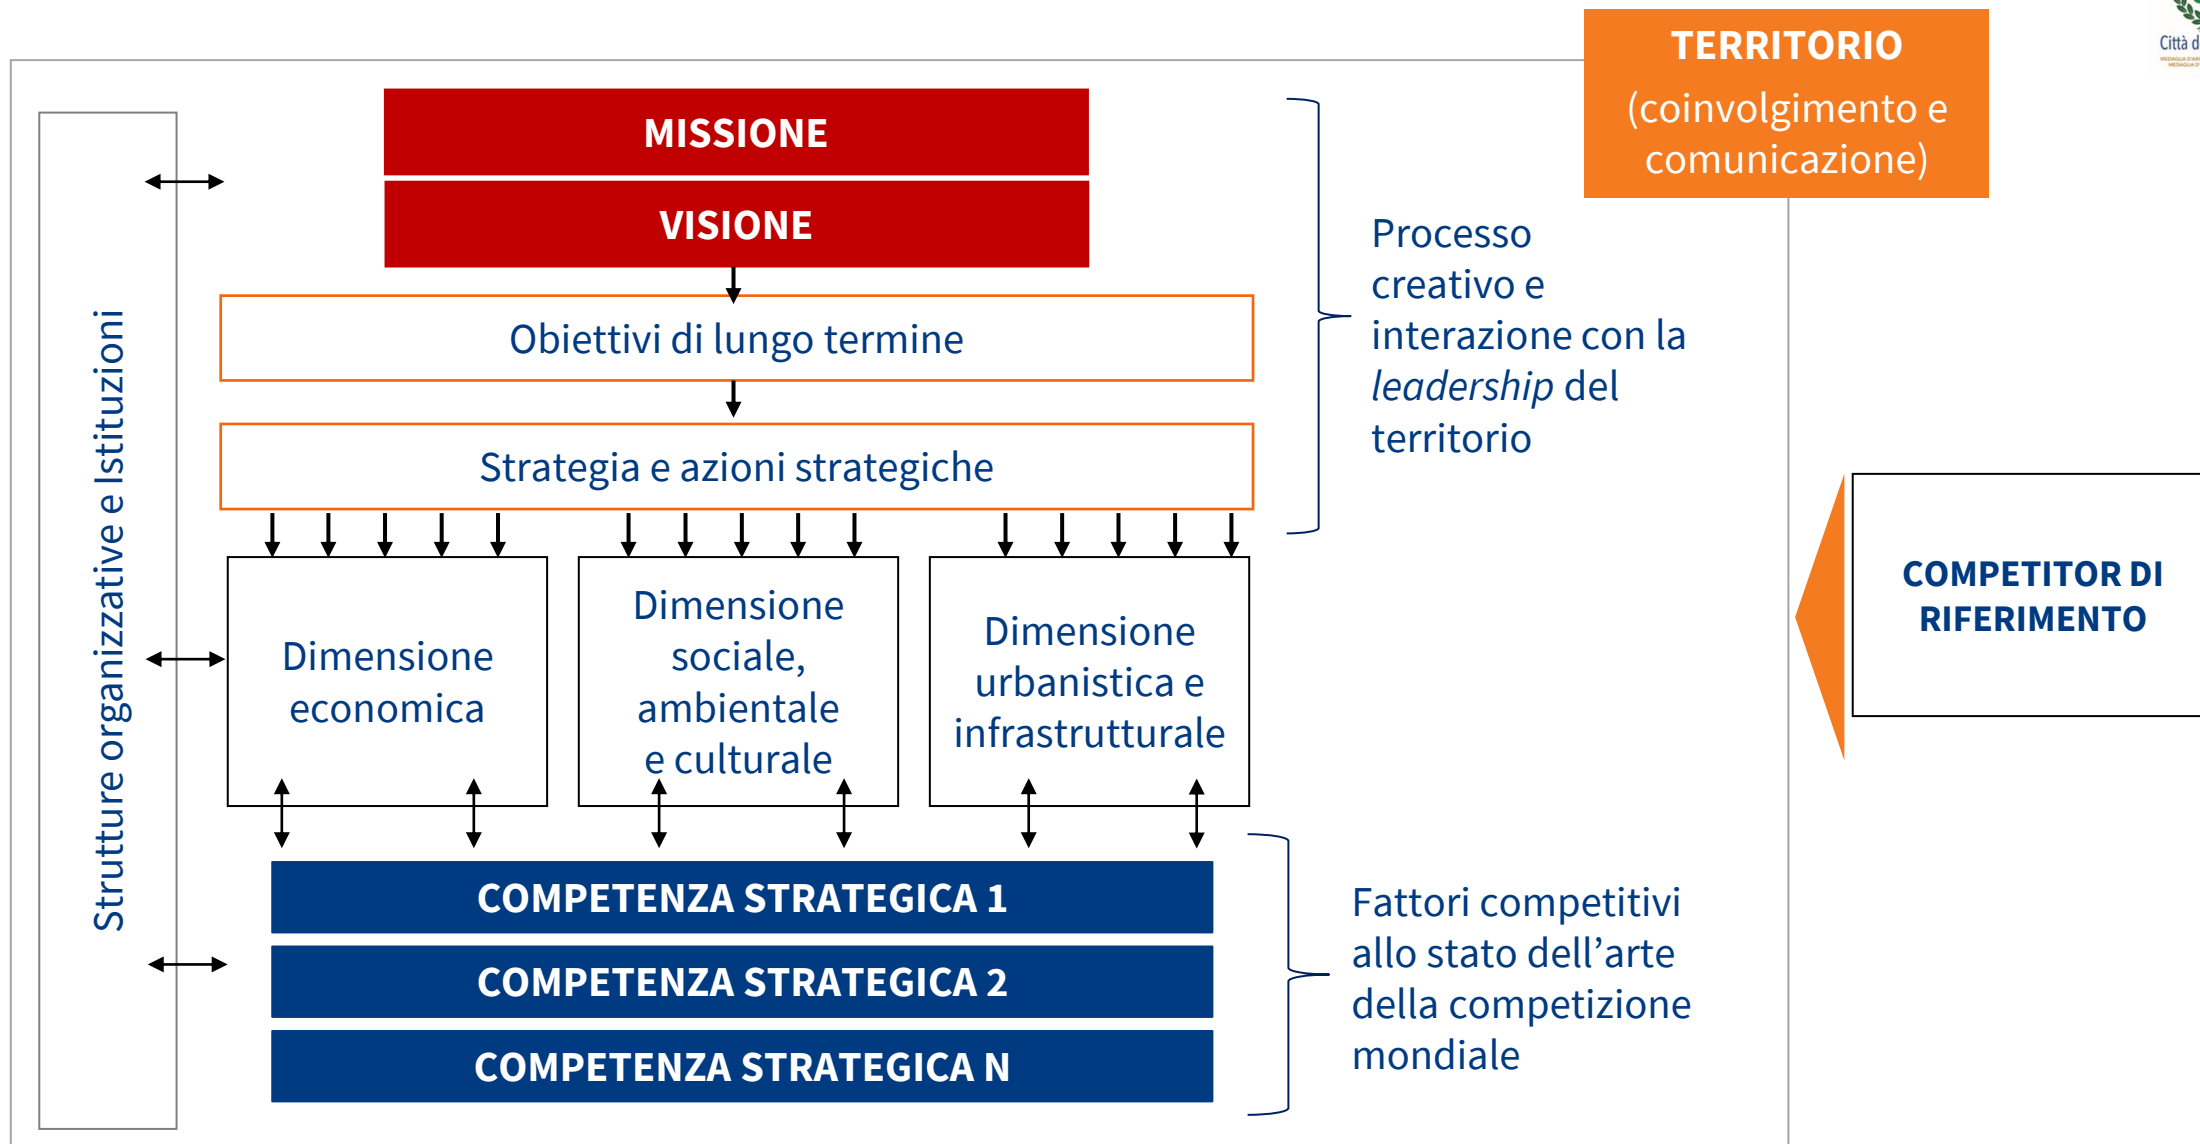 TERRITORIO
(coinvolgimento e
comunicazione)
Città d
MISSIONE
VISIONE
Obiettivi di lungo termine
Strategia e azioni strategiche
Processo
creativo e
interazione con la
leadership del
territorio
Strutture organizzative e Istituzioni
Dimensione
economica
Dimensione
sociale,
ambientale
e culturale
Dimensione
urbanistica e
infrastrutturale
COMPETITOR DI
RIFERIMENTO
COMPETENZA STRATEGICA 1
COMPETENZA STRATEGICA 2
COMPETENZA STRATEGICA N
Fattori competitivi
allo stato dell’arte
della competizione
mondiale